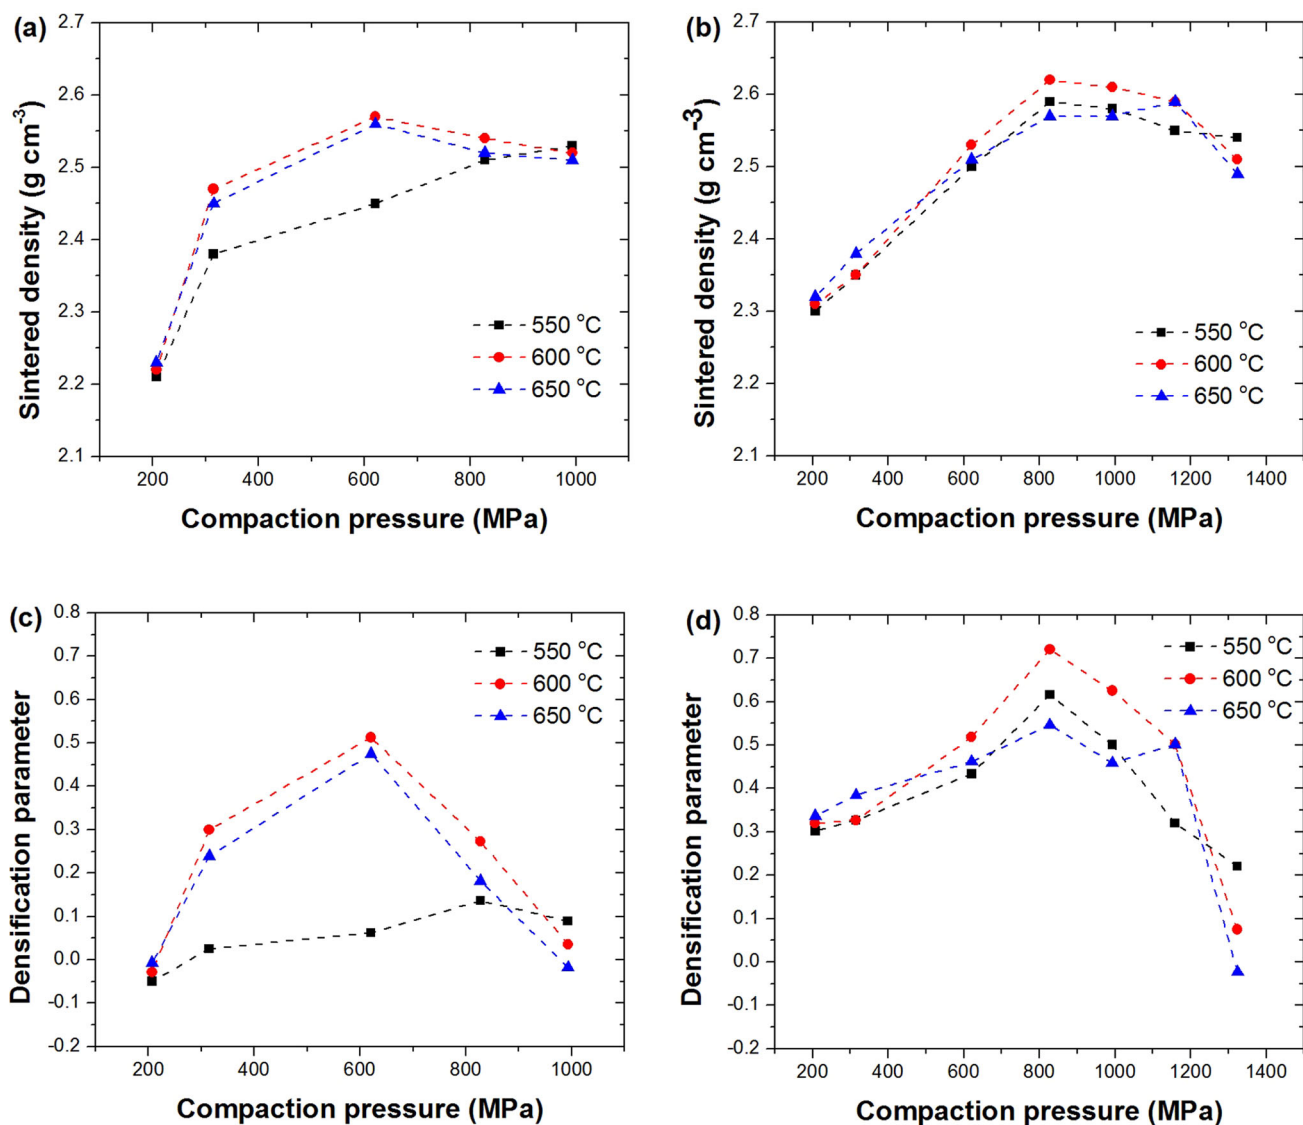 (a)
2.7
2.6
2.5
2.4
2.3
2.2
2.1
Sintered density (g cm-3)
550 °C
600 °C
650 °C
200 400 600 800 1000
Compaction pressure (MPa)
(b)
2.7
2.6
2.5
2.4
2.3
2.2
2.1
Sintered density (g cm-3)
550 °C
600 °C
650 °C
200 400 600 800 1000 1200 1400
Compaction pressure (MPa)
(c)
0.8
0.7
0.6
0.5
0.4
0.3
0.2
0.1
0.0
-0.1
-0.2
Densification parameter
550 °C
600 °C
650 °C
200 400 600 800 1000
Compaction pressure (MPa)
(d)
0.8
0.7
0.6
0.5
0.4
0.3
0.2
0.1
0.0
-0.1
-0.2
Densification parameter
550 °C
600 °C
650 °C
200 400 600 800 1000 1200 1400
Compaction pressure (MPa)